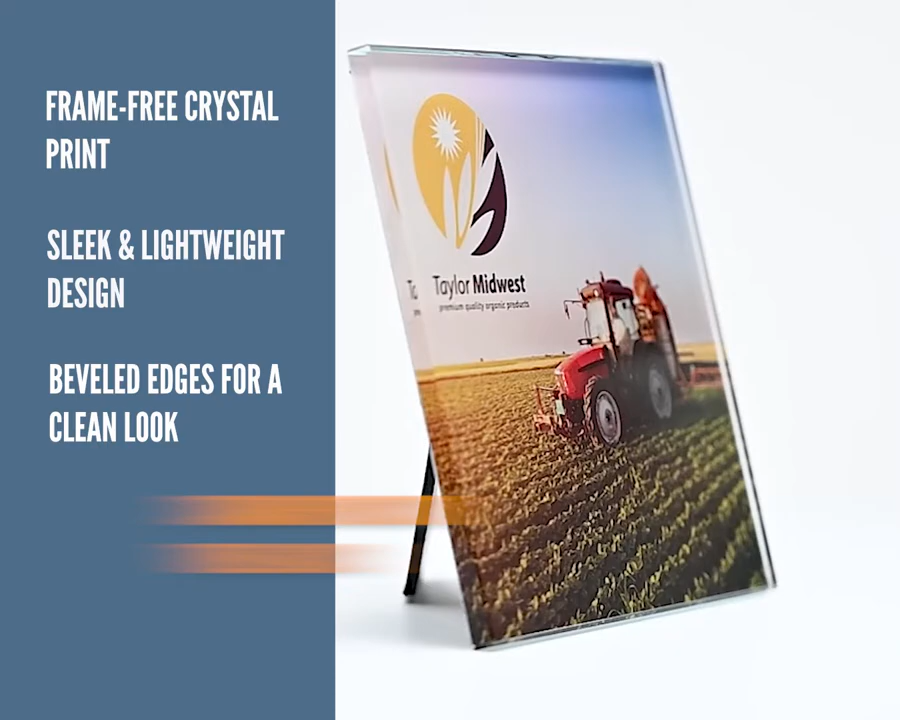 FRAME-FREE CRYSTAL
PRINT
SLEEK & LIGHTWEIGHT
DESIGN
BEVELED EDGES FOR A
CLEAN LOOK
Taylor Midwest
premium quality organic products